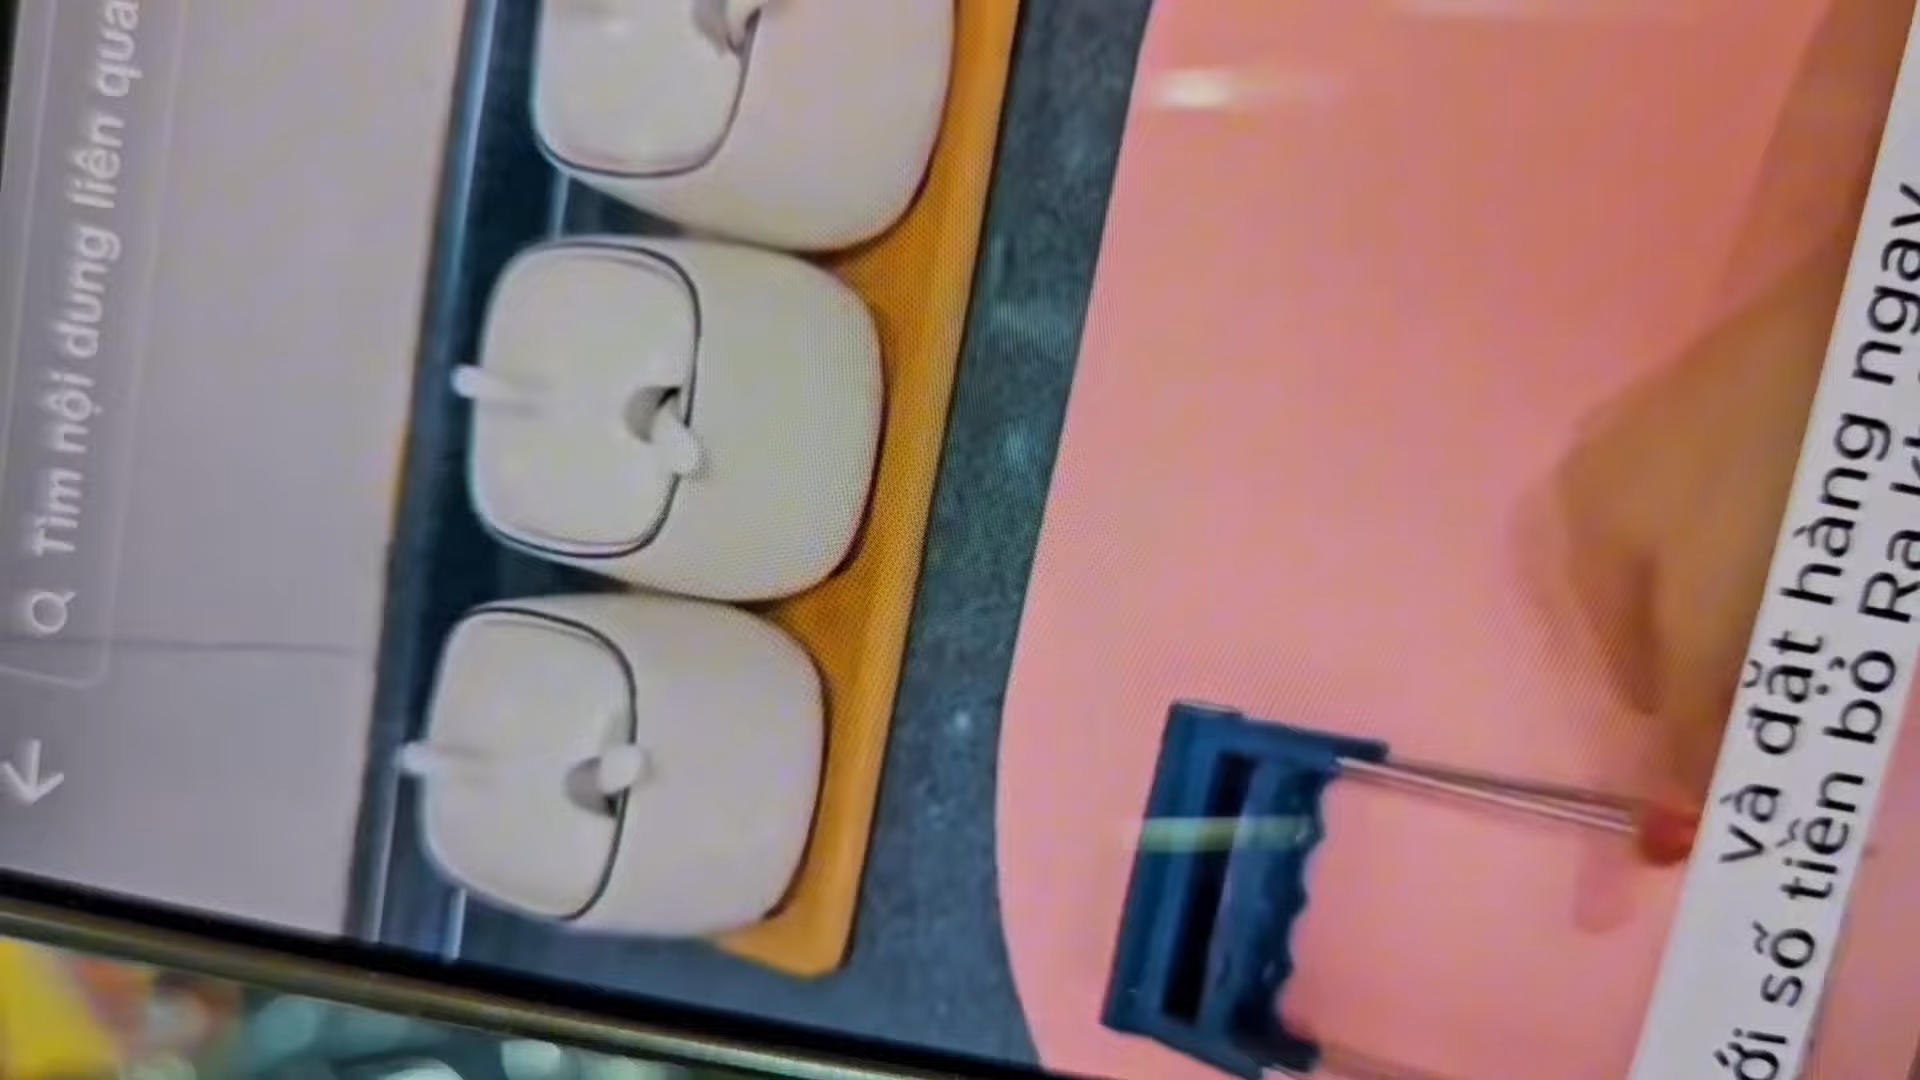 Tìm nội dung liên qua
và đặt hàng ngay
ới số tiền bỏ Ra